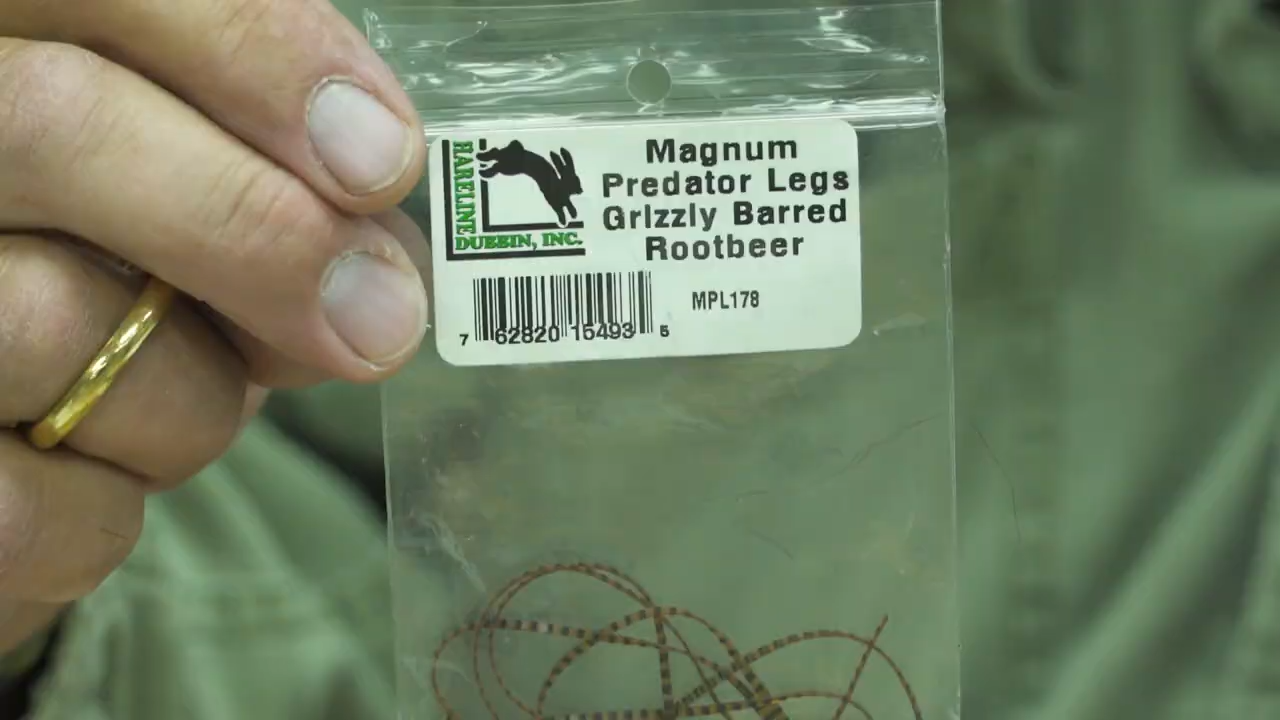 HARELINE
DUBBIN, INC.
Magnum
Predator Legs
Grizzly Barred
Rootbeer
MPL178
7 62820 15493 5